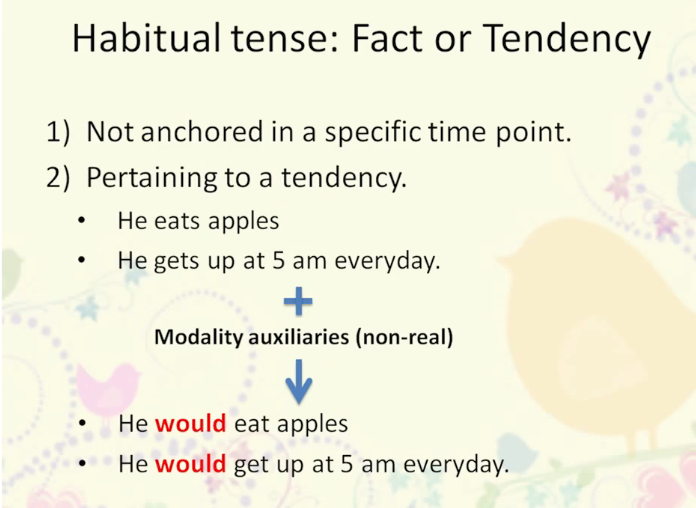 Habitual tense: Fact or Tendency
1) Not anchored in a specific time point.
2) Pertaining to a tendency.
• He eats apples
• He gets up at 5 am everyday.
+
Modality auxiliaries (non-real)
• He would eat apples
• He would get up at 5 am everyday.